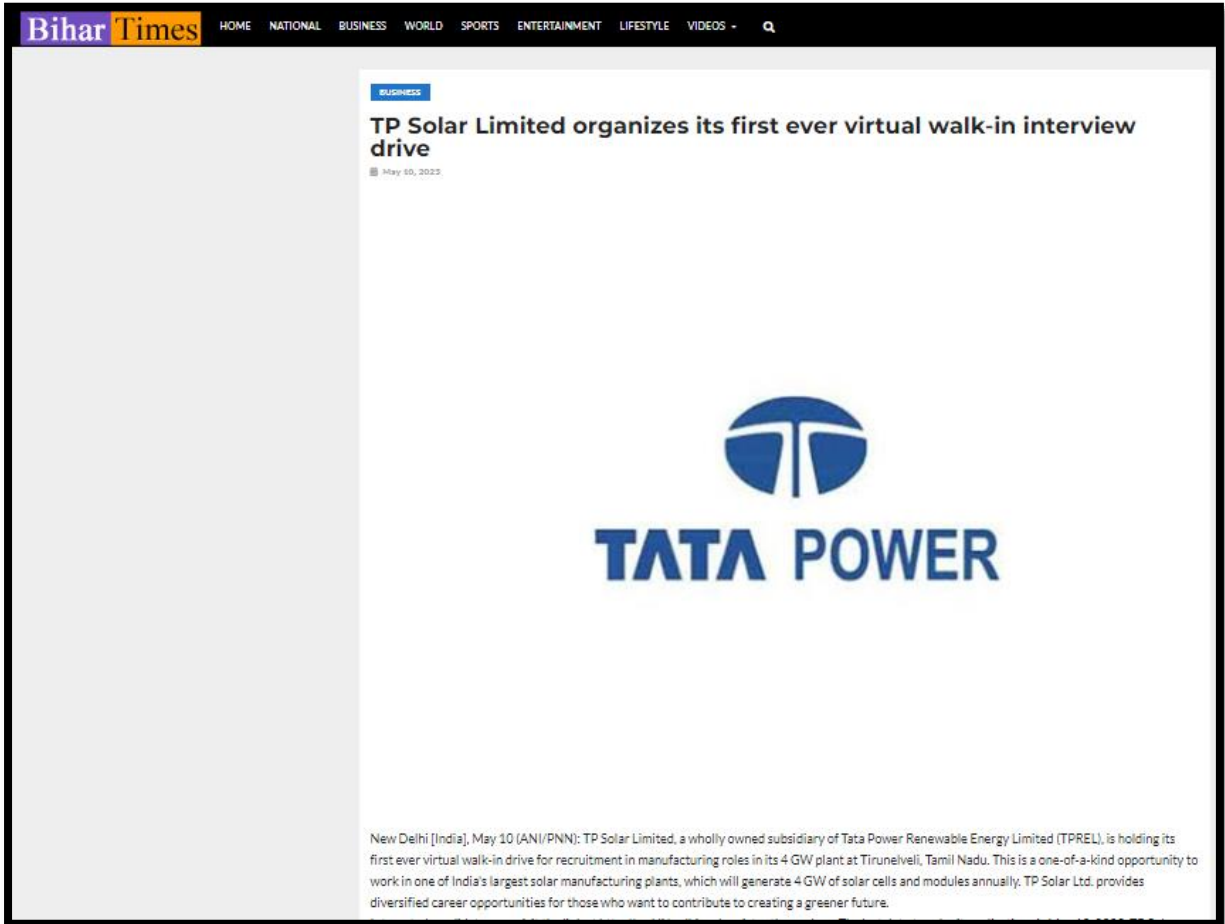 Bihar Times
HOME NATIONAL BUSINESS WORLD SPORTS ENTERTAINMENT LIFESTYLE VIDEOS
BUSINESS
TP Solar Limited organizes its first ever virtual walk-in interview
drive
May 10, 2023
TATA POWER
New Delhi [India], May 10 (ANI/PNN): TP Solar Limited, a wholly owned subsidiary of Tata Power Renewable Energy Limited (TPREL), is holding its
first ever virtual walk-in drive for recruitment in manufacturing roles in its 4 GW plant at Tirunelveli, Tamil Nadu. This is a one-of-a-kind opportunity to
work in one of India's largest solar manufacturing plants, which will generate 4 GW of solar cells and modules annually. TP Solar Ltd. provides
diversified career opportunities for those who want to contribute to creating a greener future.